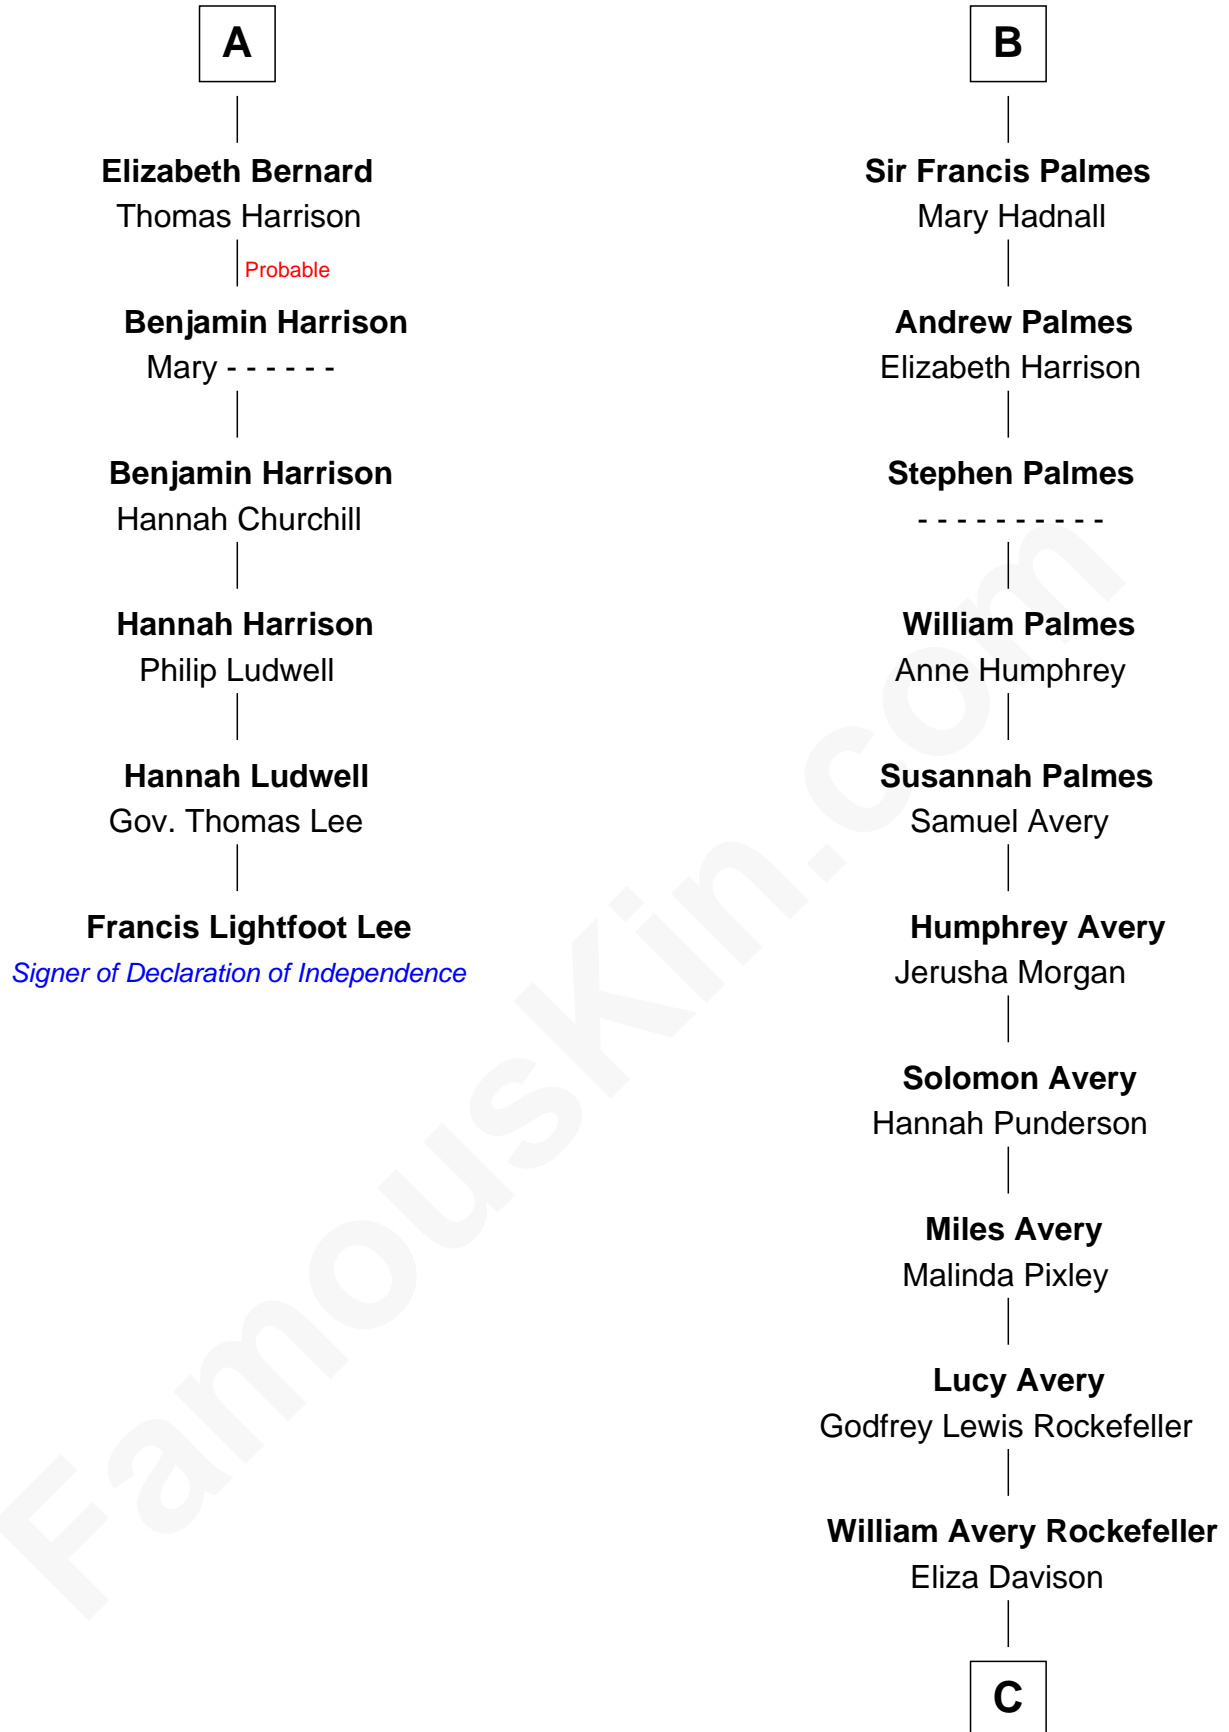 A
Elizabeth Bernard
Thomas Harrison
Probable
Benjamin Harrison
Mary - - - - - -
Benjamin Harrison
Hannah Churchill
Hannah Harrison
Philip Ludwell
Hannah Ludwell
Gov. Thomas Lee
Francis Lightfoot Lee
Signer of Declaration of Independence
B
Sir Francis Palmes
Mary Hadnall
Andrew Palmes
Elizabeth Harrison
Stephen Palmes
- - - - - - - - - -
William Palmes
Anne Humphrey
Susannah Palmes
Samuel Avery
Humphrey Avery
Jerusha Morgan
Solomon Avery
Hannah Punderson
Miles Avery
Malinda Pixley
Lucy Avery
Godfrey Lewis Rockefeller
William Avery Rockefeller
Eliza Davison
C
FamousKin.com